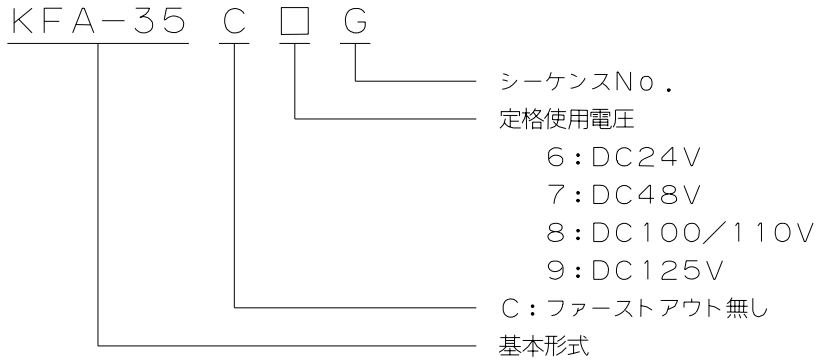 KFA-35 C □ G
シーケンスNo.
定格使用電圧
6:DC24V
7:DC48V
8:DC100/110V
9:DC125V
C:ファーストアウト無し
基本形式